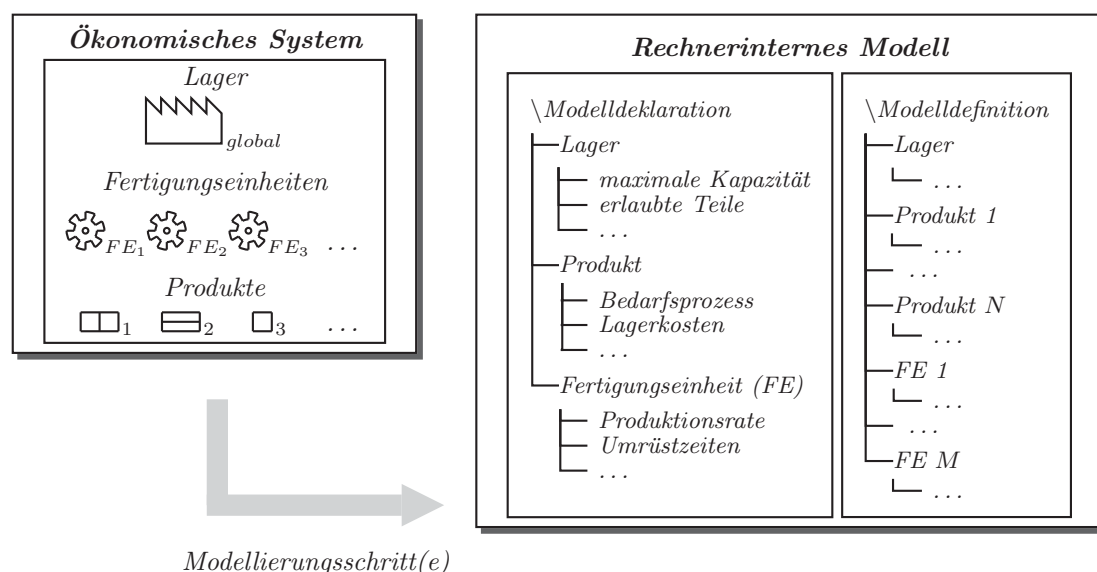 Ökonomisches System
Lager
global
Fertigungseinheiten
FE1 FE2 FE3 ...
Produkte
1 2 3 ...
Modellierungsschritt(e)
Rechnerinternes Modell
\Modelldeklaration
Lager
maximale Kapazität
erlaubte Teile
...
Produkt
Bedarfsprozess
Lagerkosten
...
Fertigungseinheit (FE)
Produktionsrate
Umrüstzeiten
...
\Modelldefinition
Lager
...
Produkt 1
...
...
Produkt N
...
FE 1
...
...
FE M
...